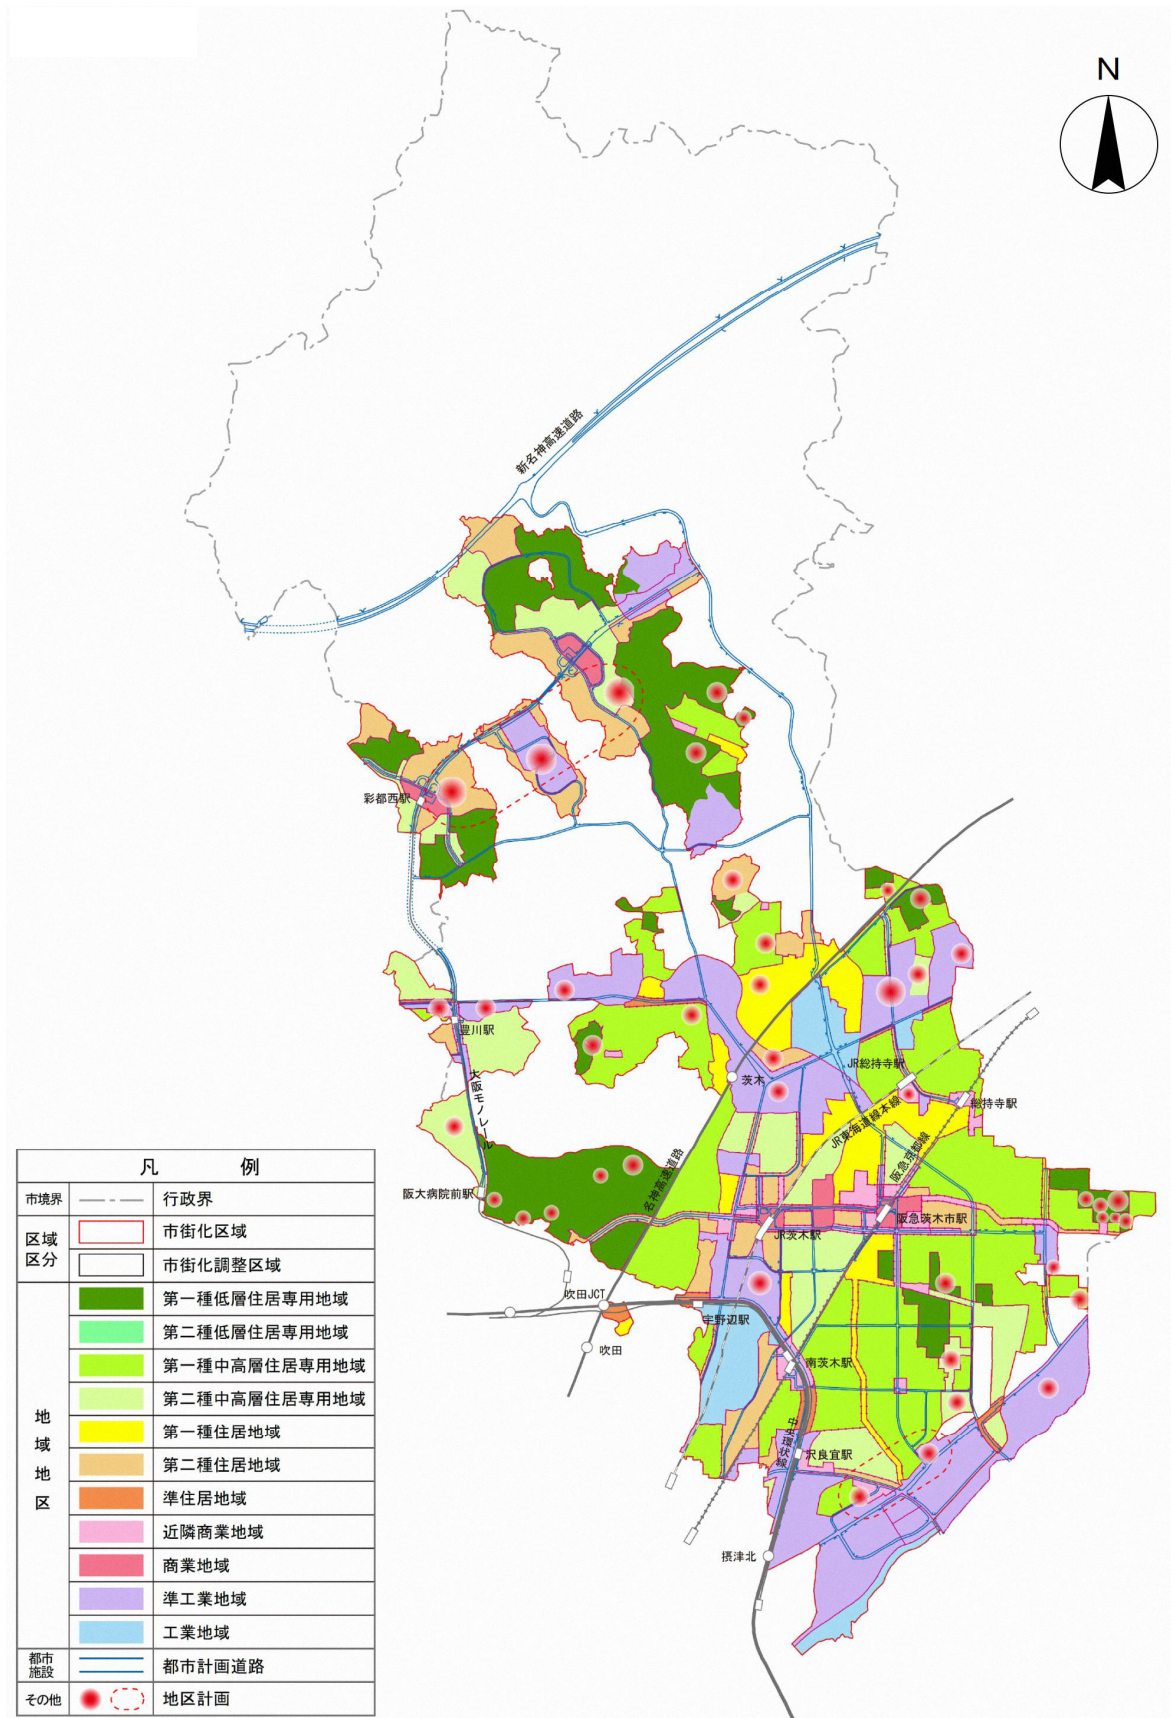 N
新名神高速道路
彩都西駅
豊川駅
大阪モノレール
茨木
JR総持寺駅
総持寺駅
JR東海道線本線
阪急京都線
名神高速道路
阪大病院前駅
JR茨木駅
阪急茨木市駅
吹田JCT
宇野辺駅
吹田
南茨木駅
中央環状線
沢良宜駅
摂津北
凡 例
市境界 行政界
区域区分 市街化区域
市街化調整区域
地域地区 第一種低層住居専用地域
第二種低層住居専用地域
第一種中高層住居専用地域
第二種中高層住居専用地域
第一種住居地域
第二種住居地域
準住居地域
近隣商業地域
商業地域
準工業地域
工業地域
都市施設 都市計画道路
その他 地区計画